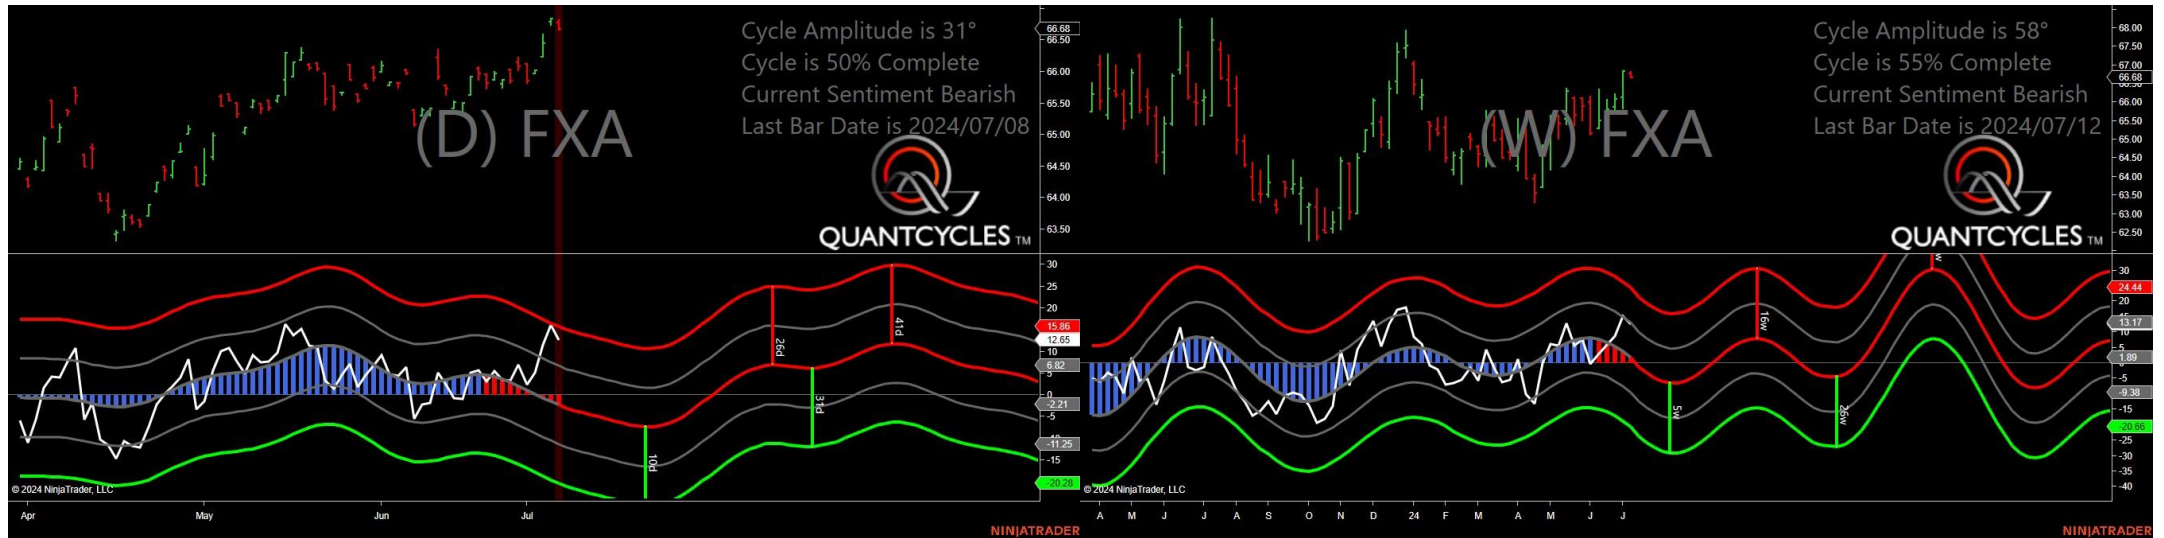 Cycle Amplitude is 31°
Cycle is 50% Complete
Current Sentiment Bearish
Last Bar Date is 2024/07/08
(D) FXA
QUANTCYCLES TM
66.68
66.50
66.00
65.50
65.00
64.50
64.00
63.50
30
25
20
15.86
12.65
10
6.82
5
0
-2.21
-5
-11.25
-15
-20.28
10d
26d
31d
41d
© 2024 NinjaTrader, LLC
Apr May Jun Jul
NINJATRADER
Cycle Amplitude is 58°
Cycle is 55% Complete
Current Sentiment Bearish
Last Bar Date is 2024/07/12
(W) FXA
QUANTCYCLES TM
68.00
67.50
67.00
66.68
66.00
65.50
65.00
64.50
64.00
63.50
63.00
62.50
30
24.44
20
13.17
5
1.89
-5
-9.38
-15
-20.66
-25
-30
-35
-40
5w
16w
26w
w
© 2024 NinjaTrader, LLC
A M J J A S O N D 24 F M A M J J
NINJATRADER